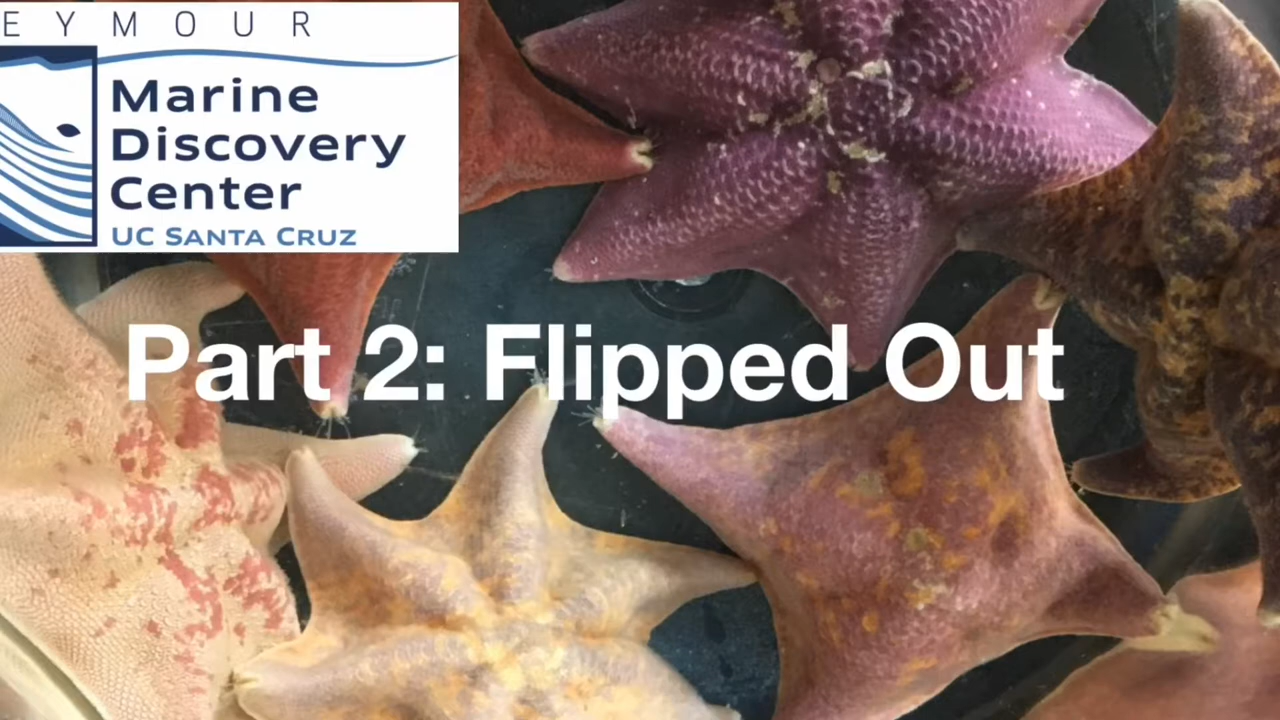 EYMOUR
Marine
Discovery
Center
UC SANTA CRUZ
Part 2: Flipped Out